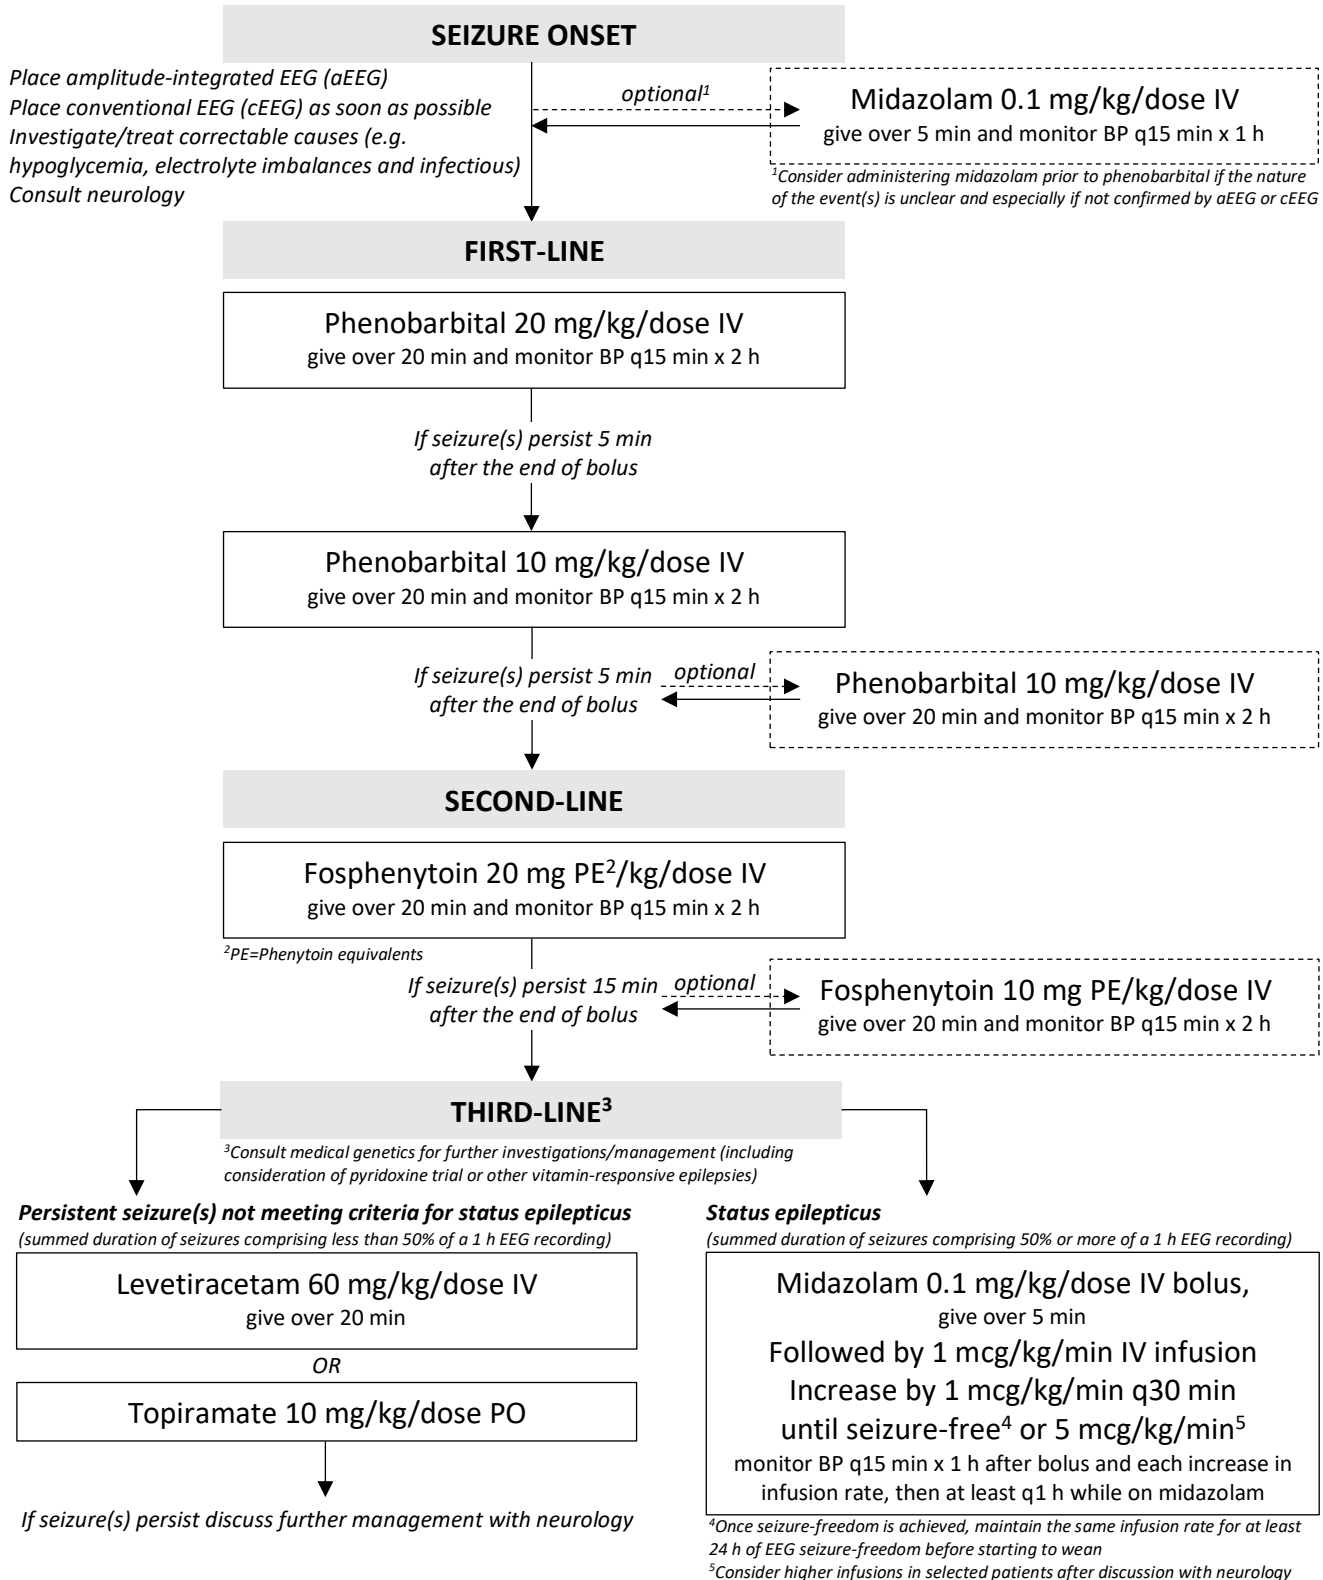 SEIZURE ONSET
Place amplitude-integrated EEG (aEEG)
Place conventional EEG (cEEG) as soon as possible
Investigate/treat correctable causes (e.g.
hypoglycemia, electrolyte imbalances and infectious)
Consult neurology
optional¹
Midazolam 0.1 mg/kg/dose IV
give over 5 min and monitor BP q15 min x 1 h
¹Consider administering midazolam prior to phenobarbital if the nature
of the event(s) is unclear and especially if not confirmed by aEEG or cEEG
FIRST-LINE
Phenobarbital 20 mg/kg/dose IV
give over 20 min and monitor BP q15 min x 2 h
If seizure(s) persist 5 min
after the end of bolus
Phenobarbital 10 mg/kg/dose IV
give over 20 min and monitor BP q15 min x 2 h
If seizure(s) persist 5 min
after the end of bolus
optional
Phenobarbital 10 mg/kg/dose IV
give over 20 min and monitor BP q15 min x 2 h
SECOND-LINE
Fosphenytoin 20 mg PE²/kg/dose IV
give over 20 min and monitor BP q15 min x 2 h
²PE=Phenytoin equivalents
If seizure(s) persist 15 min
after the end of bolus
optional
Fosphenytoin 10 mg PE/kg/dose IV
give over 20 min and monitor BP q15 min x 2 h
THIRD-LINE³
³Consult medical genetics for further investigations/management (including
consideration of pyridoxine trial or other vitamin-responsive epilepsies)
Persistent seizure(s) not meeting criteria for status epilepticus
(summed duration of seizures comprising less than 50% of a 1 h EEG recording)
Levetiracetam 60 mg/kg/dose IV
give over 20 min
OR
Topiramate 10 mg/kg/dose PO
If seizure(s) persist discuss further management with neurology
Status epilepticus
(summed duration of seizures comprising 50% or more of a 1 h EEG recording)
Midazolam 0.1 mg/kg/dose IV bolus,
give over 5 min
Followed by 1 mcg/kg/min IV infusion
Increase by 1 mcg/kg/min q30 min
until seizure-free⁴ or 5 mcg/kg/min⁵
monitor BP q15 min x 1 h after bolus and each increase in
infusion rate, then at least q1 h while on midazolam
⁴Once seizure-freedom is achieved, maintain the same infusion rate for at least
24 h of EEG seizure-freedom before starting to wean
⁵Consider higher infusions in selected patients after discussion with neurology